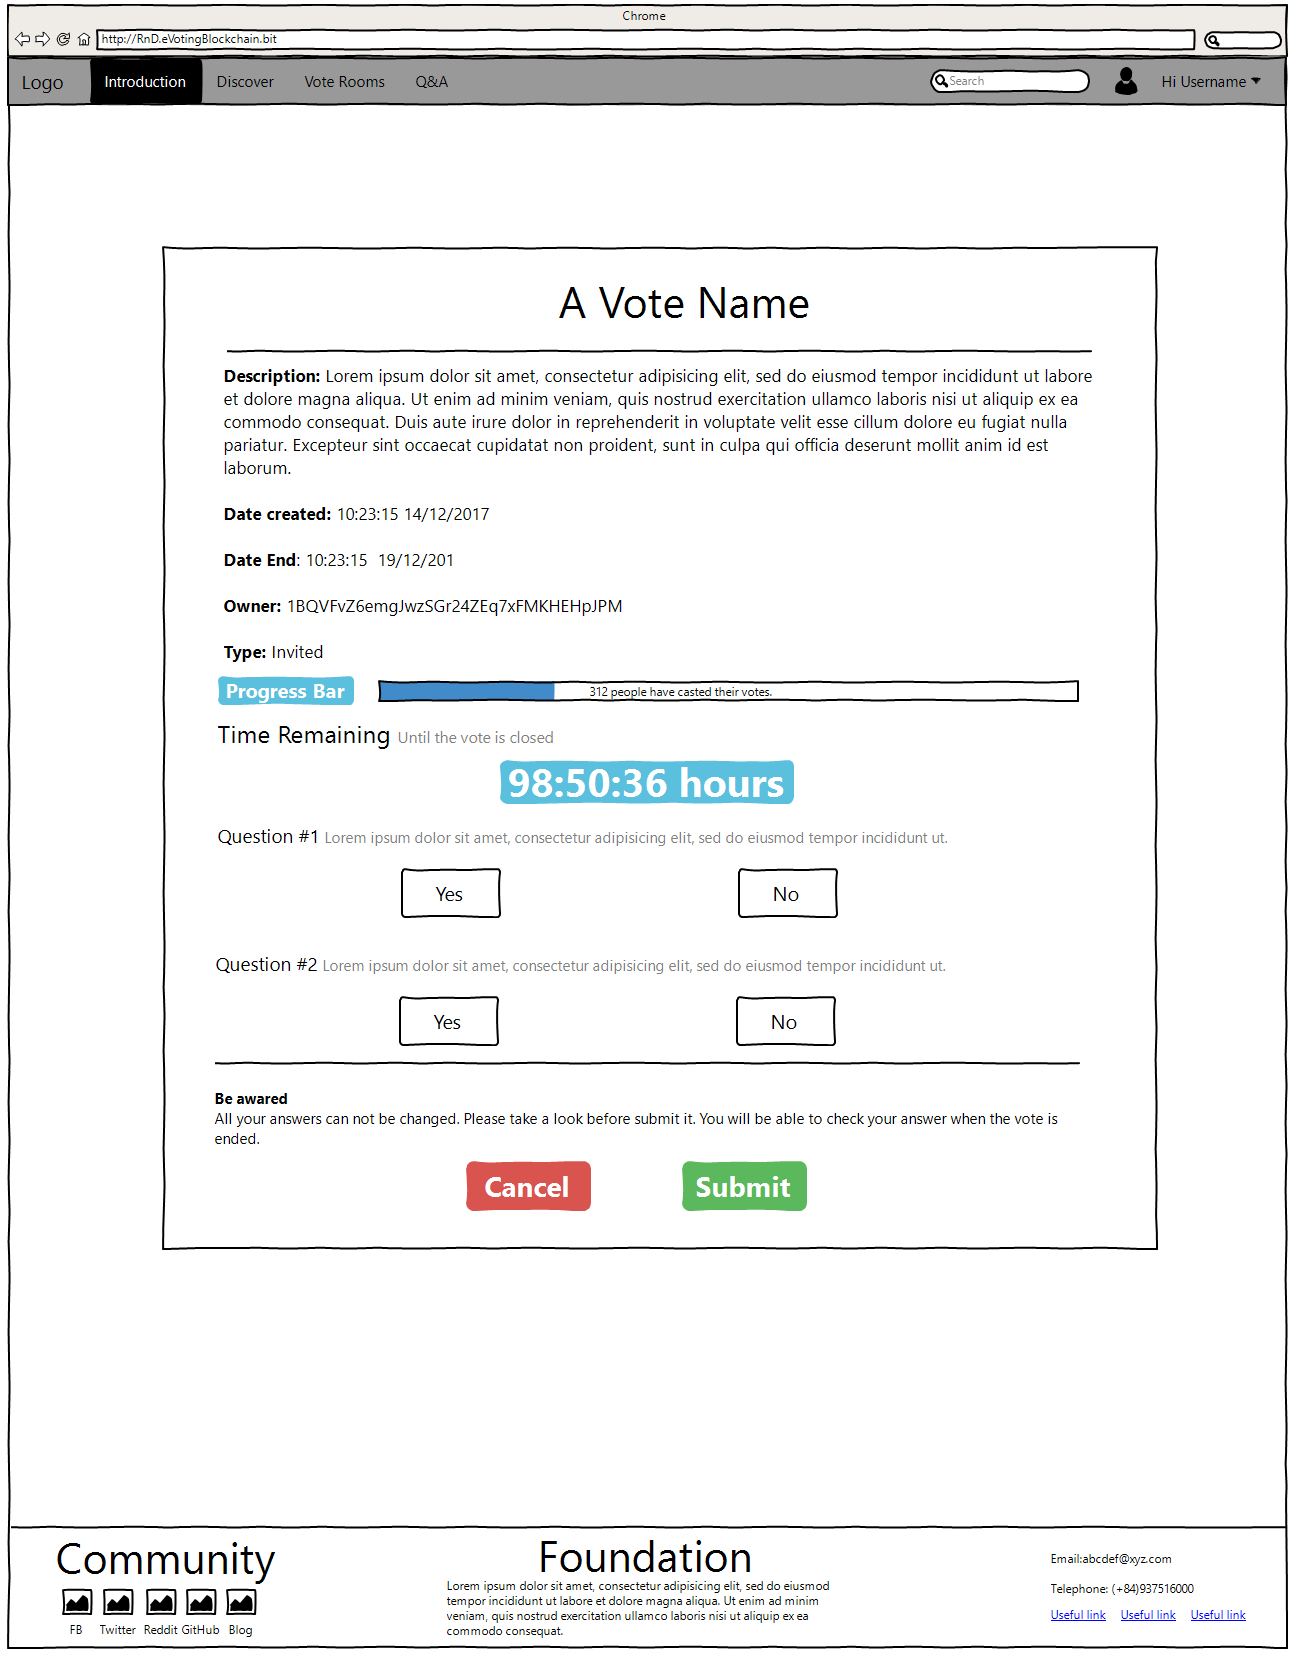 Chrome
http://RnD.eVotingBlockchain.bit
Logo Introduction Discover Vote Rooms Q&A Search Hi Username
A Vote Name
Description: Lorem ipsum dolor sit amet, consectetur adipisicing elit, sed do eiusmod tempor incididunt ut labore
et dolore magna aliqua. Ut enim ad minim veniam, quis nostrud exercitation ullamco laboris nisi ut aliquip ex ea
commodo consequat. Duis aute irure dolor in reprehenderit in voluptate velit esse cillum dolore eu fugiat nulla
pariatur. Excepteur sint occaecat cupidatat non proident, sunt in culpa qui officia deserunt mollit anim id est
laborum.
Date created: 10:23:15 14/12/2017
Date End: 10:23:15 19/12/201
Owner: 1BQVFvZ6emgJwzSGr24ZEq7xFMKHEHpJPM
Type: Invited
Progress Bar 312 people have casted their votes.
Time Remaining Until the vote is closed
98:50:36 hours
Question #1 Lorem ipsum dolor sit amet, consectetur adipisicing elit, sed do eiusmod tempor incididunt ut.
Yes No
Question #2 Lorem ipsum dolor sit amet, consectetur adipisicing elit, sed do eiusmod tempor incididunt ut.
Yes No
Be awared
All your answers can not be changed. Please take a look before submit it. You will be able to check your answer when the vote is
ended.
Cancel Submit
Community
FB Twitter Reddit GitHub Blog
Foundation
Lorem ipsum dolor sit amet, consectetur adipisicing elit, sed do eiusmod
tempor incididunt ut labore et dolore magna aliqua. Ut enim ad minim
veniam, quis nostrud exercitation ullamco laboris nisi ut aliquip ex ea
commodo consequat.
Email:abcdef@xyz.com
Telephone: (+84)937516000
Useful link Useful link Useful link